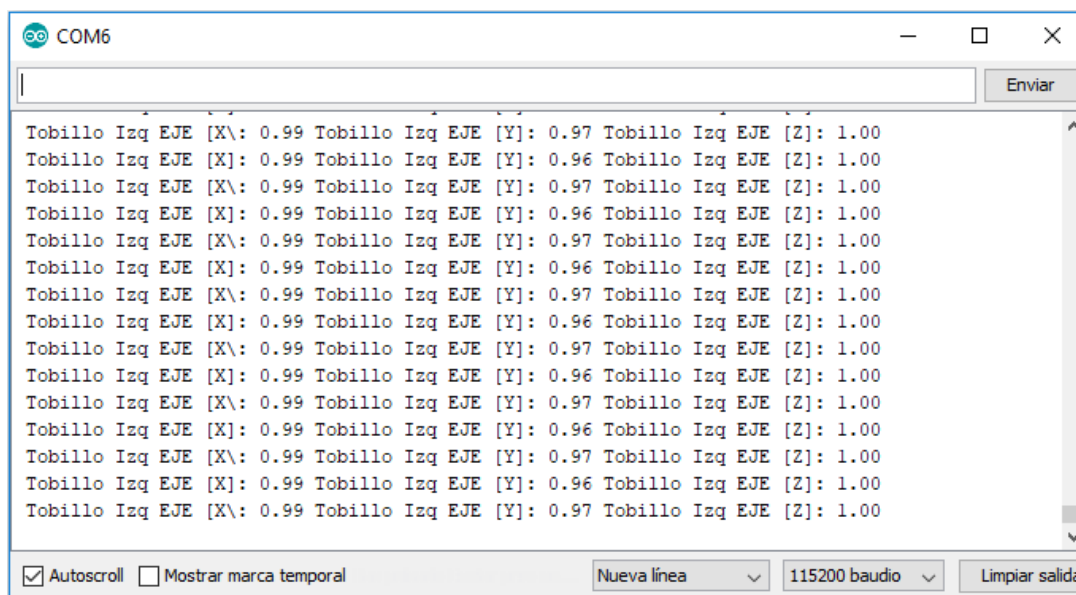 COM6
Enviar
Tobillo Izq EJE [X\: 0.99 Tobillo Izq EJE [Y]: 0.97 Tobillo Izq EJE [Z]: 1.00
Tobillo Izq EJE [X]: 0.99 Tobillo Izq EJE [Y]: 0.96 Tobillo Izq EJE [Z]: 1.00
Tobillo Izq EJE [X\: 0.99 Tobillo Izq EJE [Y]: 0.97 Tobillo Izq EJE [Z]: 1.00
Tobillo Izq EJE [X]: 0.99 Tobillo Izq EJE [Y]: 0.96 Tobillo Izq EJE [Z]: 1.00
Tobillo Izq EJE [X\: 0.99 Tobillo Izq EJE [Y]: 0.97 Tobillo Izq EJE [Z]: 1.00
Tobillo Izq EJE [X]: 0.99 Tobillo Izq EJE [Y]: 0.96 Tobillo Izq EJE [Z]: 1.00
Tobillo Izq EJE [X\: 0.99 Tobillo Izq EJE [Y]: 0.97 Tobillo Izq EJE [Z]: 1.00
Tobillo Izq EJE [X]: 0.99 Tobillo Izq EJE [Y]: 0.96 Tobillo Izq EJE [Z]: 1.00
Tobillo Izq EJE [X\: 0.99 Tobillo Izq EJE [Y]: 0.97 Tobillo Izq EJE [Z]: 1.00
Tobillo Izq EJE [X]: 0.99 Tobillo Izq EJE [Y]: 0.96 Tobillo Izq EJE [Z]: 1.00
Tobillo Izq EJE [X\: 0.99 Tobillo Izq EJE [Y]: 0.97 Tobillo Izq EJE [Z]: 1.00
Tobillo Izq EJE [X]: 0.99 Tobillo Izq EJE [Y]: 0.96 Tobillo Izq EJE [Z]: 1.00
Tobillo Izq EJE [X\: 0.99 Tobillo Izq EJE [Y]: 0.97 Tobillo Izq EJE [Z]: 1.00
Tobillo Izq EJE [X]: 0.99 Tobillo Izq EJE [Y]: 0.96 Tobillo Izq EJE [Z]: 1.00
Tobillo Izq EJE [X\: 0.99 Tobillo Izq EJE [Y]: 0.97 Tobillo Izq EJE [Z]: 1.00
Autoscroll Mostrar marca temporal Nueva línea 115200 baudio Limpiar salida